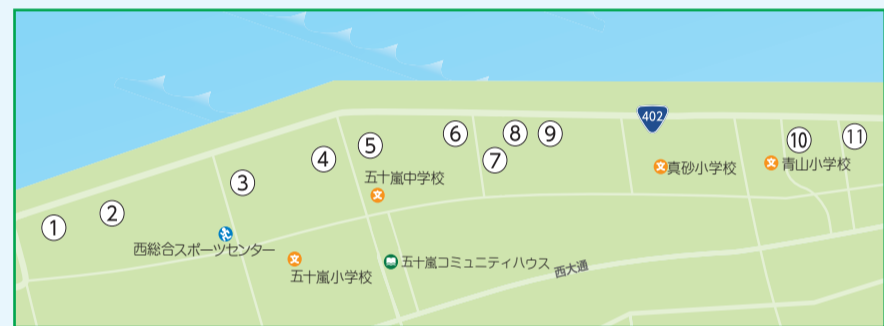 402
⑥
⑧
⑨
⑩
⑪
⑤
④
⑦
真砂小学校
青山小学校
五十嵐中学校
③
②
①
西総合スポーツセンター
五十嵐小学校
五十嵐コミュニティハウス
西大通